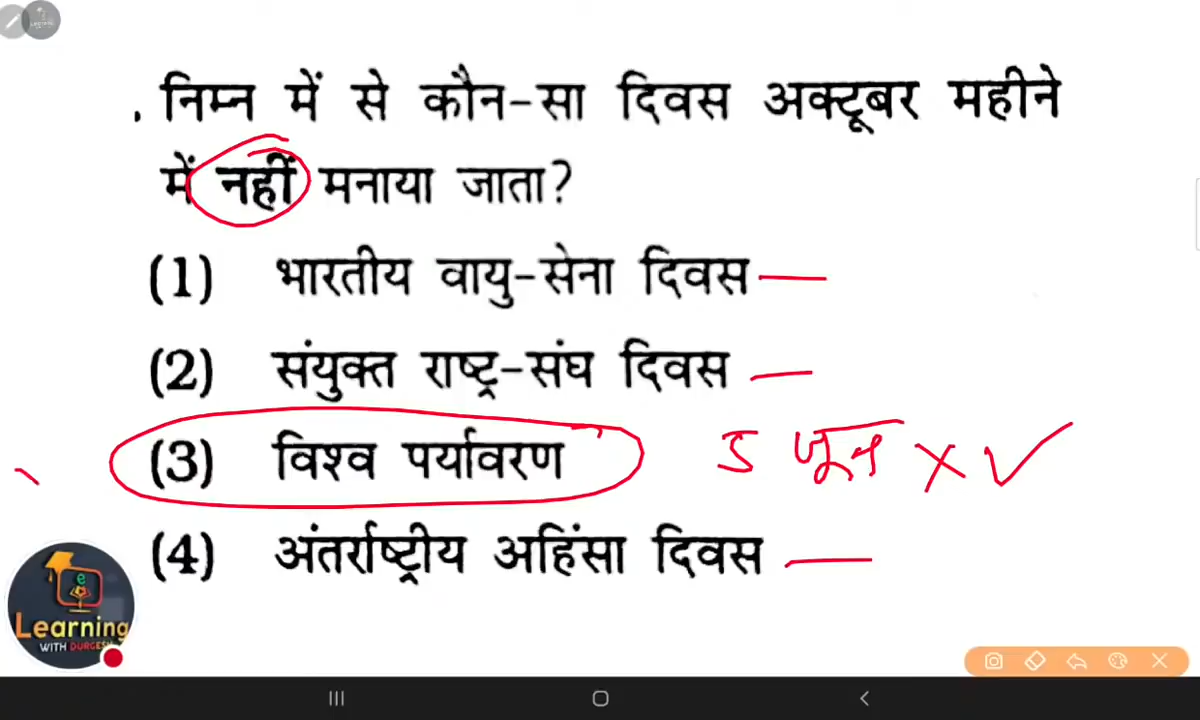 . निम्न में से कौन-सा दिवस अक्टूबर महीने
में नहीं मनाया जाता?
(1) भारतीय वायु-सेना दिवस
(2) संयुक्त राष्ट्र-संघ दिवस
(3) विश्व पर्यावरण 5 जून
(4) अंतर्राष्ट्रीय अहिंसा दिवस
e
Learning
WITH DURGESH